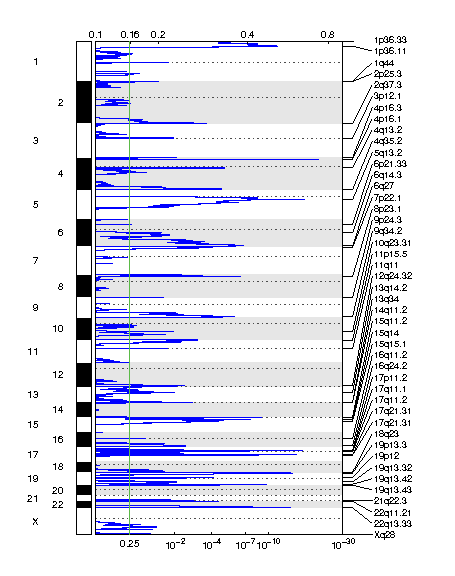 0.1 0.16 0.2 0.4 0.8
1
2
3
4
5
6
7
8
9
10
11
12
13
14
15
16
17
18
19
20
21
22
X
1p36.33
1p36.11
1q44
2p25.3
2q37.3
3p12.1
4p16.3
4p16.1
4q13.2
4q35.2
5q13.2
6p21.33
6q14.3
6q27
7p22.1
8p23.1
9p24.3
9q34.2
10q23.31
11p15.5
11q11
12q24.32
13q14.2
13q34
14q11.2
15q11.2
15q14
15q15.1
16q11.2
16q24.2
17p11.2
17q11.1
17q11.2
17q21.31
17q21.31
18q23
19p13.3
19p12
19q13.32
19q13.42
19q13.43
21q22.3
22q11.21
22q13.33
Xq28
0.25 10-2 10-4 10-7 10-10 10-30